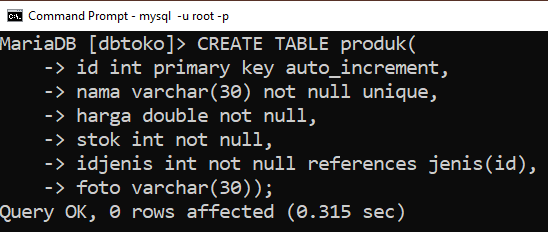 Command Prompt - mysql -u root -p
MariaDB [dbtoko]> CREATE TABLE produk(
-> id int primary key auto_increment,
-> nama varchar(30) not null unique,
-> harga double not null,
-> stok int not null,
-> idjenis int not null references jenis(id),
-> foto varchar(30));
Query OK, 0 rows affected (0.315 sec)